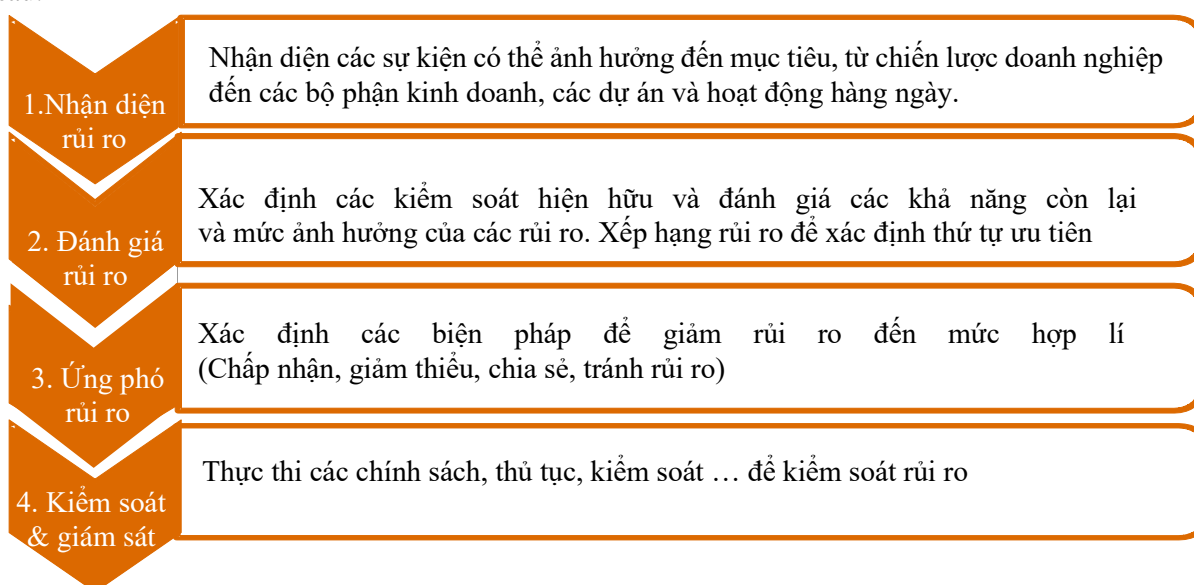 1.Nhận diện
rủi ro
Nhận diện các sự kiện có thể ảnh hưởng đến mục tiêu, từ chiến lược doanh nghiệp
đến các bộ phận kinh doanh, các dự án và hoạt động hàng ngày.
2. Đánh giá
rủi ro
Xác định các kiểm soát hiện hữu và đánh giá các khả năng còn lại
và mức ảnh hưởng của các rủi ro. Xếp hạng rủi ro để xác định thứ tự ưu tiên
3. Ứng phó
rủi ro
Xác định các biện pháp để giảm rủi ro đến mức hợp lí
(Chấp nhận, giảm thiểu, chia sẻ, tránh rủi ro)
4. Kiểm soát
& giám sát
Thực thi các chính sách, thủ tục, kiểm soát … để kiểm soát rủi ro